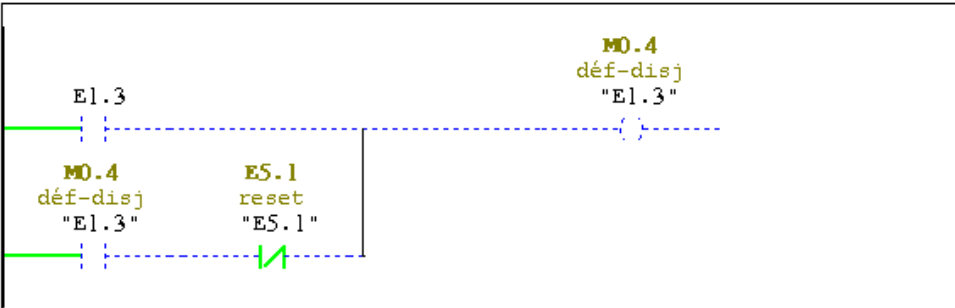 M0.4
déf-disj
"E1.3"
E1.3
M0.4
déf-disj
"E1.3"
E5.1
reset
"E5.1"